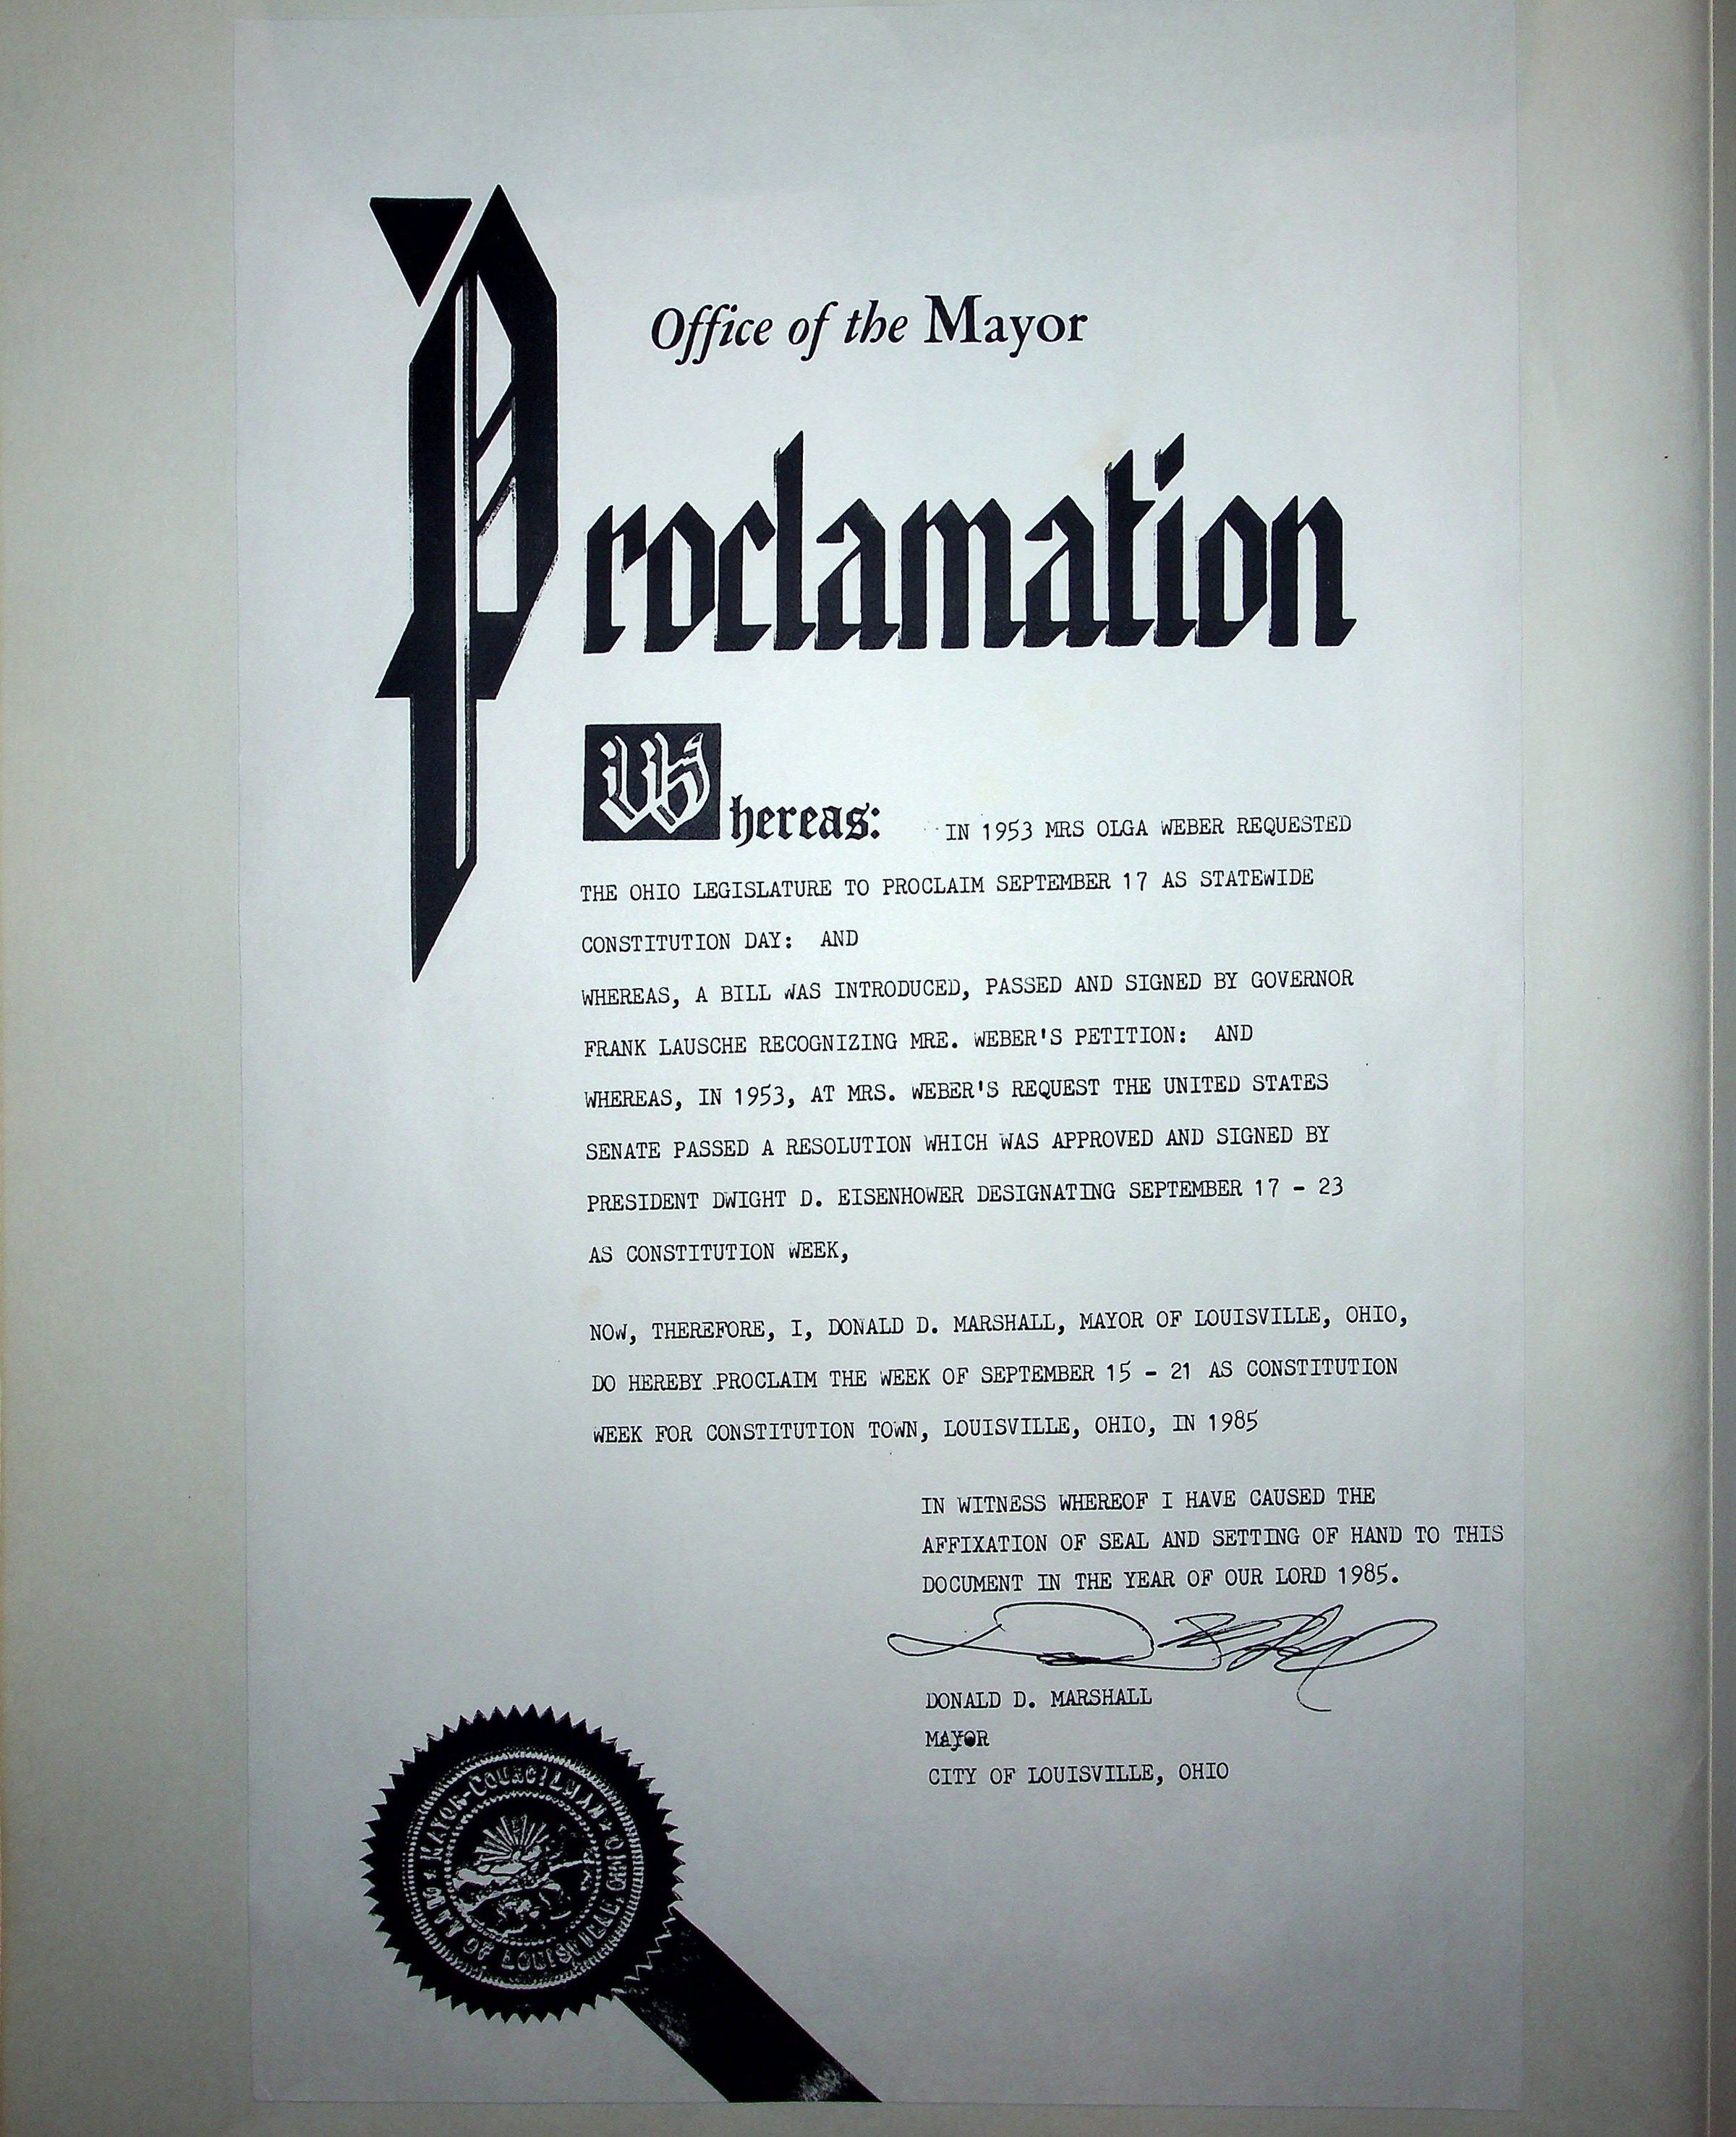 Office of the Mayor
Proclamation
Whereas: IN 1953 MRS OLGA WEBER REQUESTED
THE OHIO LEGISLATURE TO PROCLAIM SEPTEMBER 17 AS STATEWIDE
CONSTITUTION DAY: AND
WHEREAS, A BILL WAS INTRODUCED, PASSED AND SIGNED BY GOVERNOR
FRANK LAUSCHE RECOGNIZING MRE. WEBER'S PETITION: AND
WHEREAS, IN 1953, AT MRS. WEBER'S REQUEST THE UNITED STATES
SENATE PASSED A RESOLUTION WHICH WAS APPROVED AND SIGNED BY
PRESIDENT DWIGHT D. EISENHOWER DESIGNATING SEPTEMBER 17 - 23
AS CONSTITUTION WEEK,
NOW, THEREFORE, I, DONALD D. MARSHALL, MAYOR OF LOUISVILLE, OHIO,
DO HEREBY PROCLAIM THE WEEK OF SEPTEMBER 15 - 21 AS CONSTITUTION
WEEK FOR CONSTITUTION TOWN, LOUISVILLE, OHIO, IN 1985
IN WITNESS WHEREOF I HAVE CAUSED THE
AFFIXATION OF SEAL AND SETTING OF HAND TO THIS
DOCUMENT IN THE YEAR OF OUR LORD 1985.
DONALD D. MARSHALL
MAYOR
CITY OF LOUISVILLE, OHIO
MAYOR-COUNCILMAN OHIO
CITY OF LOUISVILLE